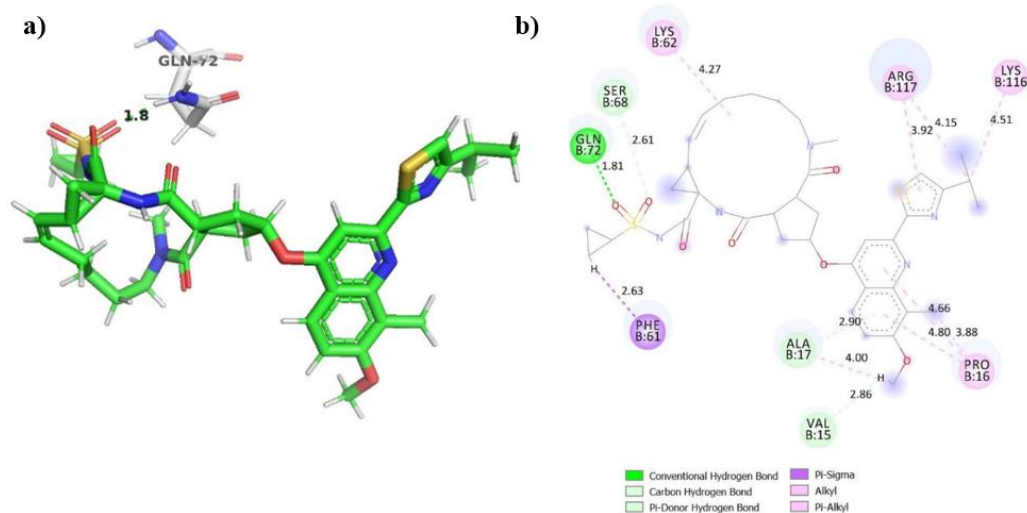 a)
GLN-72
1.8
b)
LYS
B:62
4.27
SER
B:68
2.61
GLN
B:72
1.81
ARG
B:117
LYS
B:116
3.92
4.15
4.51
N
O
O
O
S
N
O
N
H
O
S
N
O
N
H
2.63
PHE
B:61
2.90
ALA
B:17
4.00
4.66
4.80
3.88
PRO
B:16
O
H
2.86
VAL
B:15
Conventional Hydrogen Bond
Carbon Hydrogen Bond
Pi-Donor Hydrogen Bond
Pi-Sigma
Alkyl
Pi-Alkyl